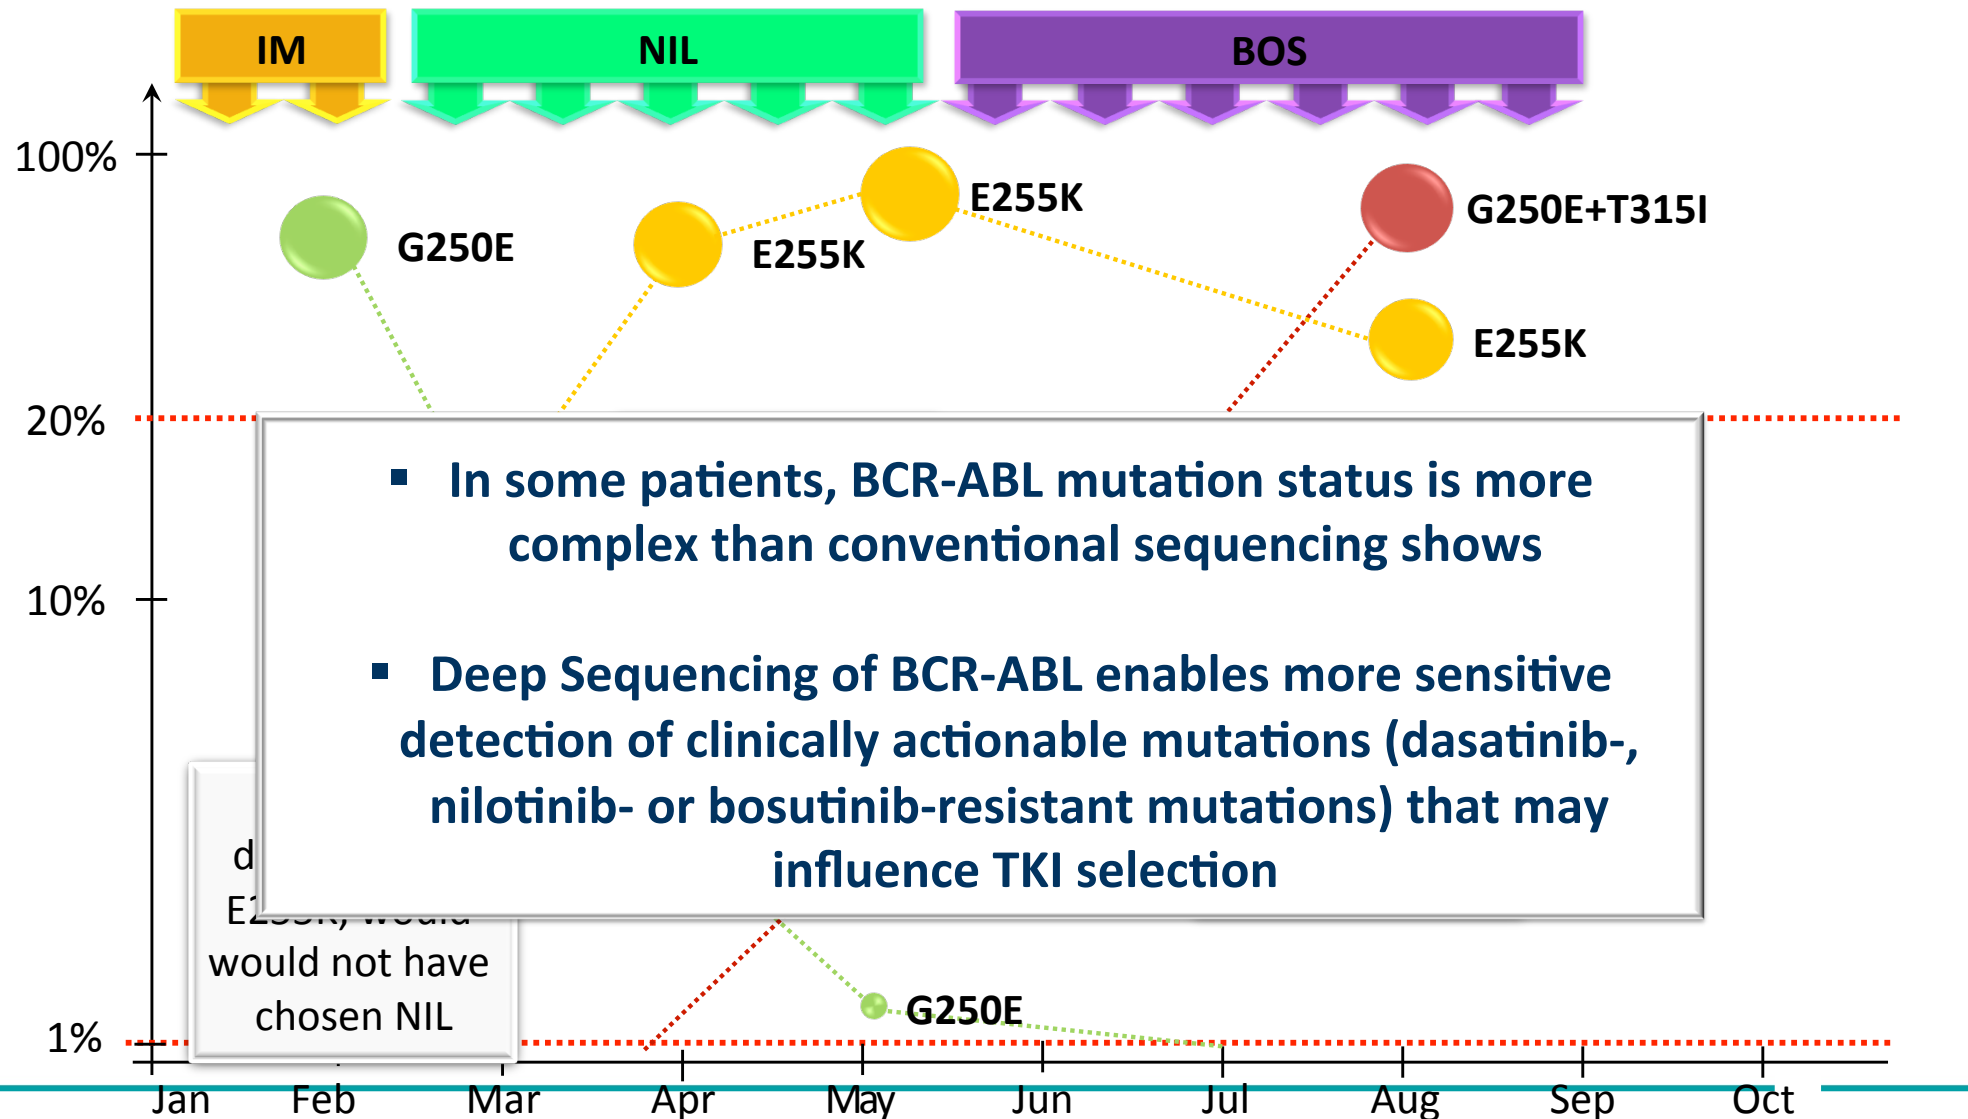 IM
NIL
BOS
100%
G250E
E255K
E255K
G250E+T315I
E255K
20%
▪ In some patients, BCR-ABL mutation status is more
complex than conventional sequencing shows
10%
▪ Deep Sequencing of BCR-ABL enables more sensitive
detection of clinically actionable mutations (dasatinib-,
nilotinib- or bosutinib-resistant mutations) that may
influence TKI selection
would
would not have
chosen NIL
G250E
1%
Jan Feb Mar Apr May Jun Jul Aug Sep Oct